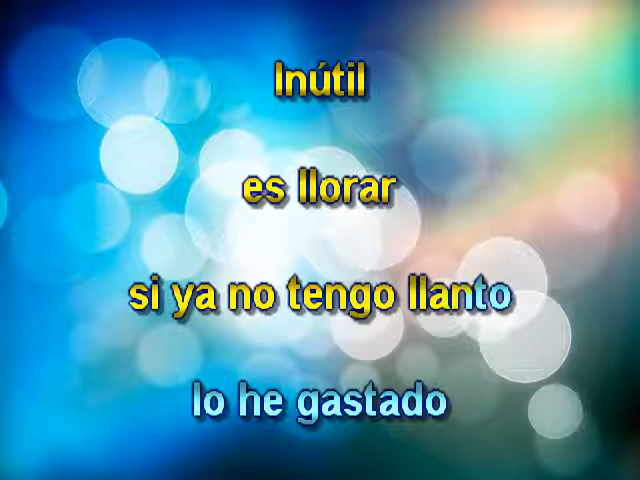 Inútil
es llorar
si ya no tengo llanto
lo he gastado